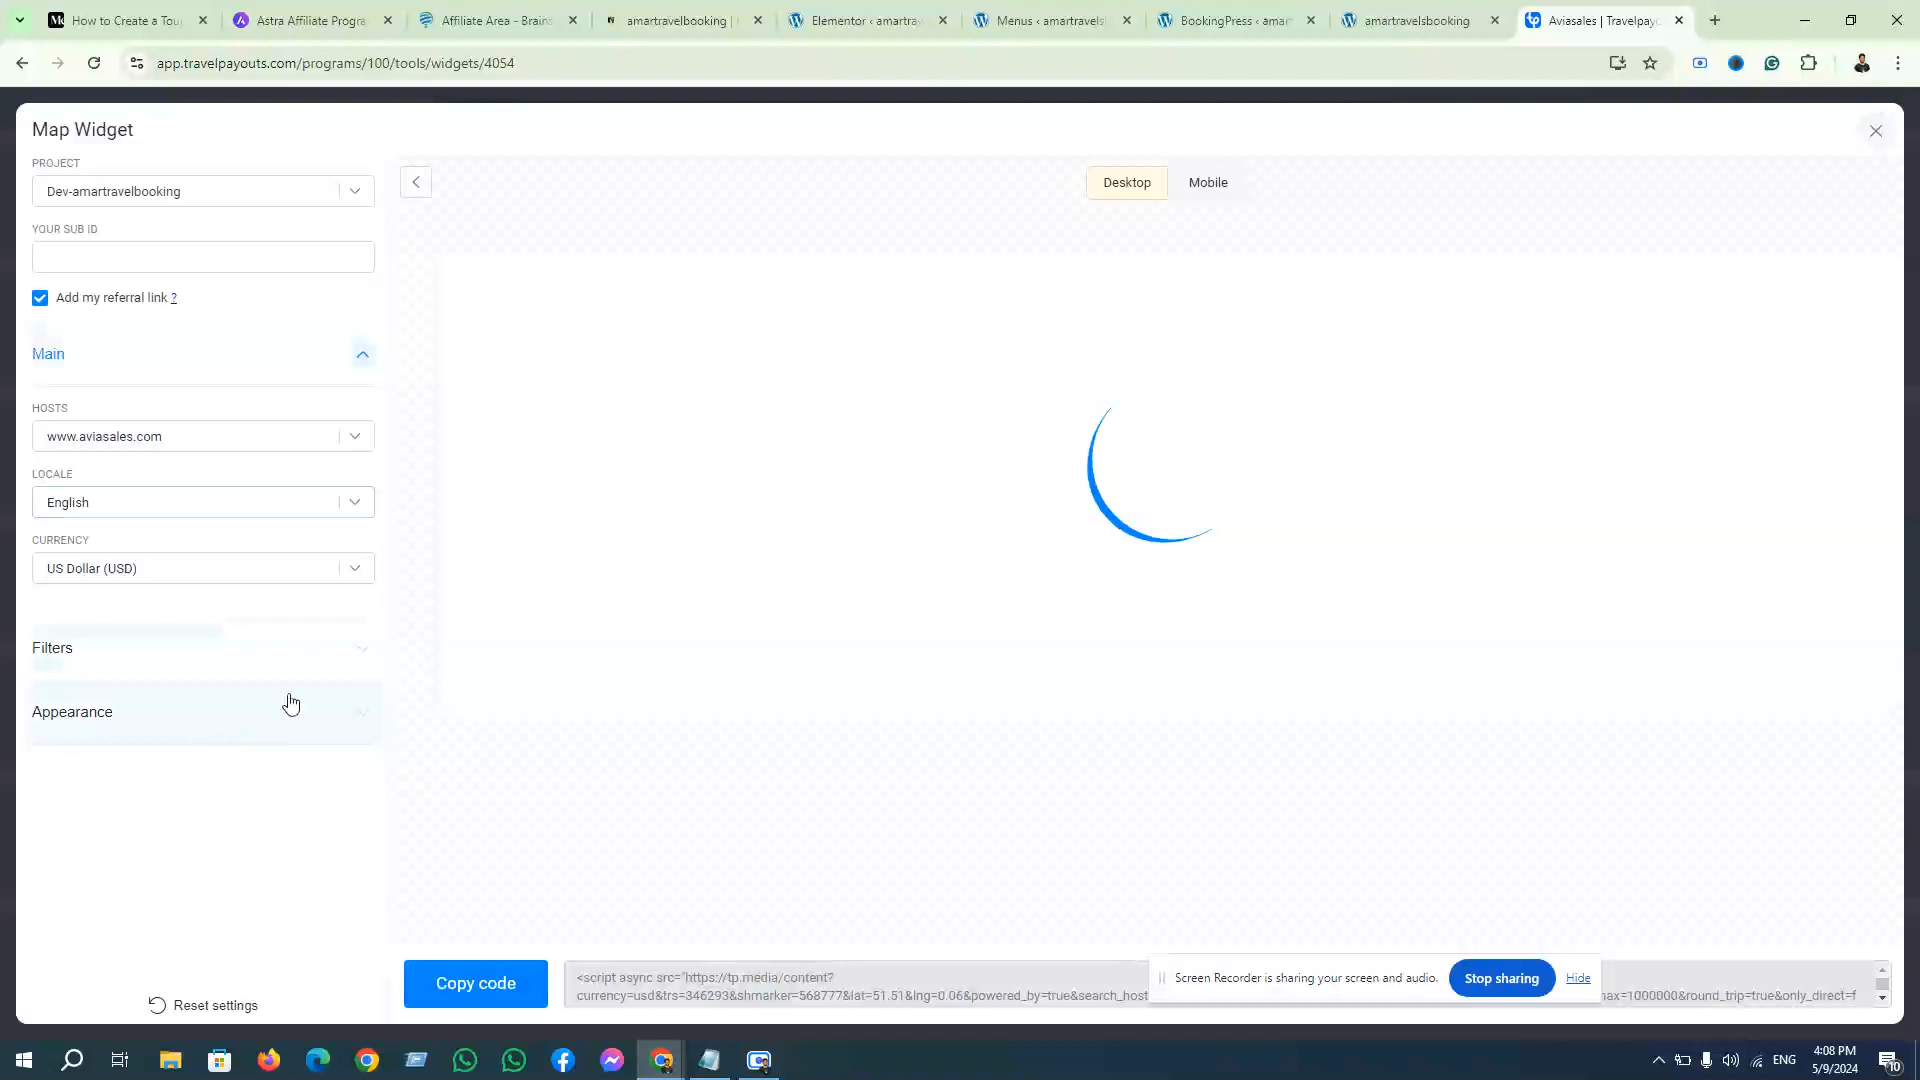 How to Create a Tou
Astra Affiliate Progra
Affiliate Area – Brains
amartravelbooking |
Elementor ‹ amartrav
Menus ‹ amartravels
BookingPress ‹ amar
amartravelsbooking
Aviasales | Travelpayo
app.travelpayouts.com/programs/100/tools/widgets/4054
Map Widget
PROJECT
Dev-amartravelbooking
Desktop
Mobile
YOUR SUB ID
Add my referral link ?
Main
HOSTS
www.aviasales.com
LOCALE
English
CURRENCY
US Dollar (USD)
Filters
Appearance
Copy code
<script async src="https://tp.media/content?
currency=usd&trs=346293&shmarker=568777&lat=51.51&lng=0.06&powered_by=true&search_host
max=1000000&round_trip=true&only_direct=f
Screen Recorder is sharing your screen and audio.
Stop sharing
Hide
Reset settings
ENG
4:08 PM
5/9/2024
10